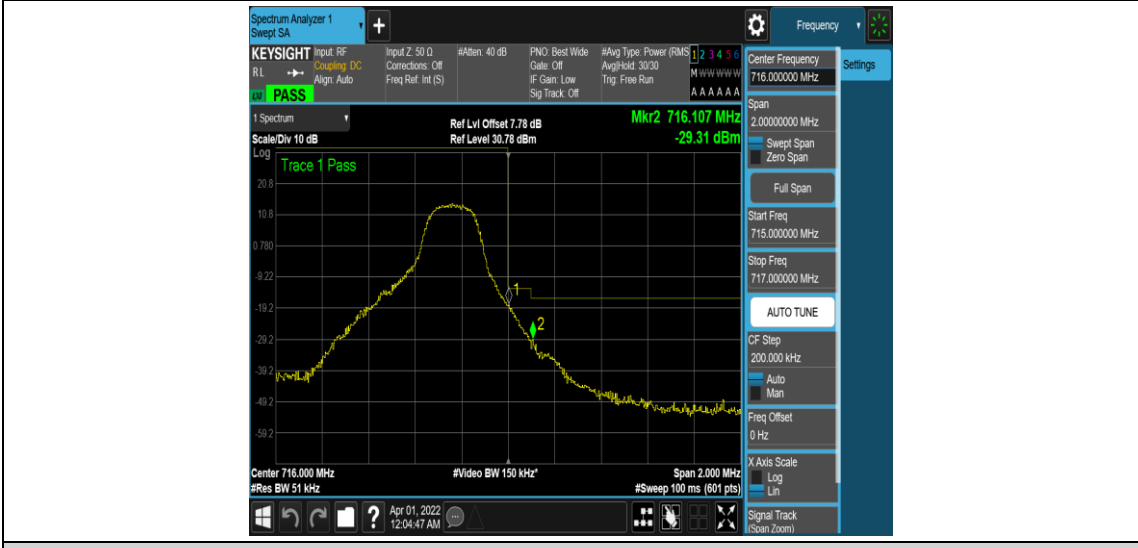 Spectrum Analyzer 1
Swept SA
+
Frequency
KEYSIGHT
RL
PASS
Input: RF
Coupling: DC
Align: Auto
Input Z: 50 Ω
Corrections: Off
Freq Ref: Int (S)
#Atten: 40 dB
PNO: Best Wide
Gate: Off
IF Gain: Low
Sig Track: Off
#Avg Type: Power (RMS
Avg|Hold: 30/30
Trig: Free Run
1 2 3 4 5 6
M W W W W W
A A A A A A
1 Spectrum
Scale/Div 10 dB
Ref Lvl Offset 7.78 dB
Ref Level 30.78 dBm
Mkr2 716.107 MHz
-29.31 dBm
Log
Trace 1 Pass
20.8
10.8
0.780
-9.22
-19.2
-29.2
-39.2
-49.2
-59.2
1
2
Center 716.000 MHz
#Video BW 150 kHz*
Span 2.000 MHz
#Res BW 51 kHz
#Sweep 100 ms (601 pts)
?
Apr 01, 2022
12:04:47 AM
Center Frequency
716.000000 MHz
Settings
Span
2.00000000 MHz
Swept Span
Zero Span
Full Span
Start Freq
715.000000 MHz
Stop Freq
717.000000 MHz
AUTO TUNE
CF Step
200.000 kHz
Auto
Man
Freq Offset
0 Hz
X Axis Scale
Log
Lin
Signal Track
(Span Zoom)